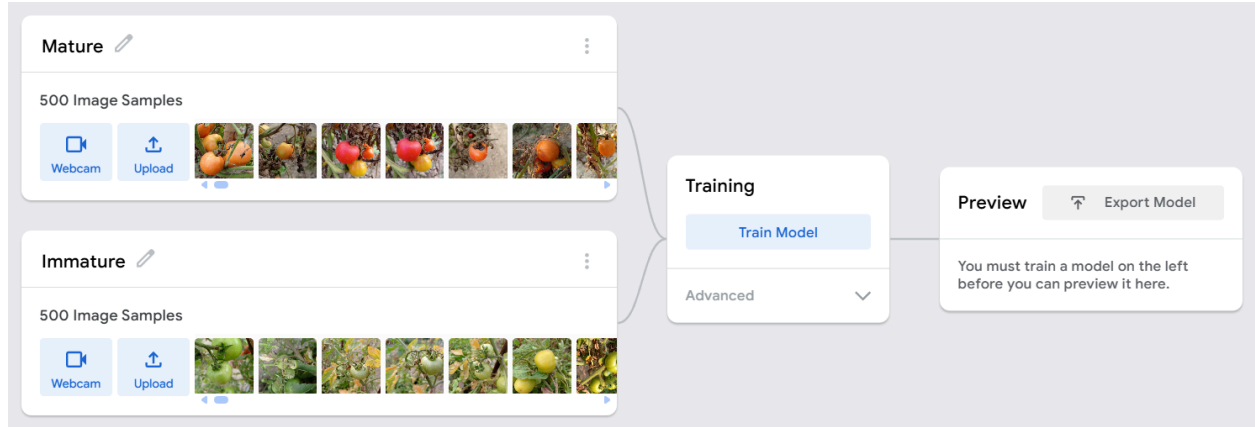 Mature
500 Image Samples
Webcam
Upload
Immature
500 Image Samples
Webcam
Upload
Training
Train Model
Advanced
Preview
Export Model
You must train a model on the left
before you can preview it here.